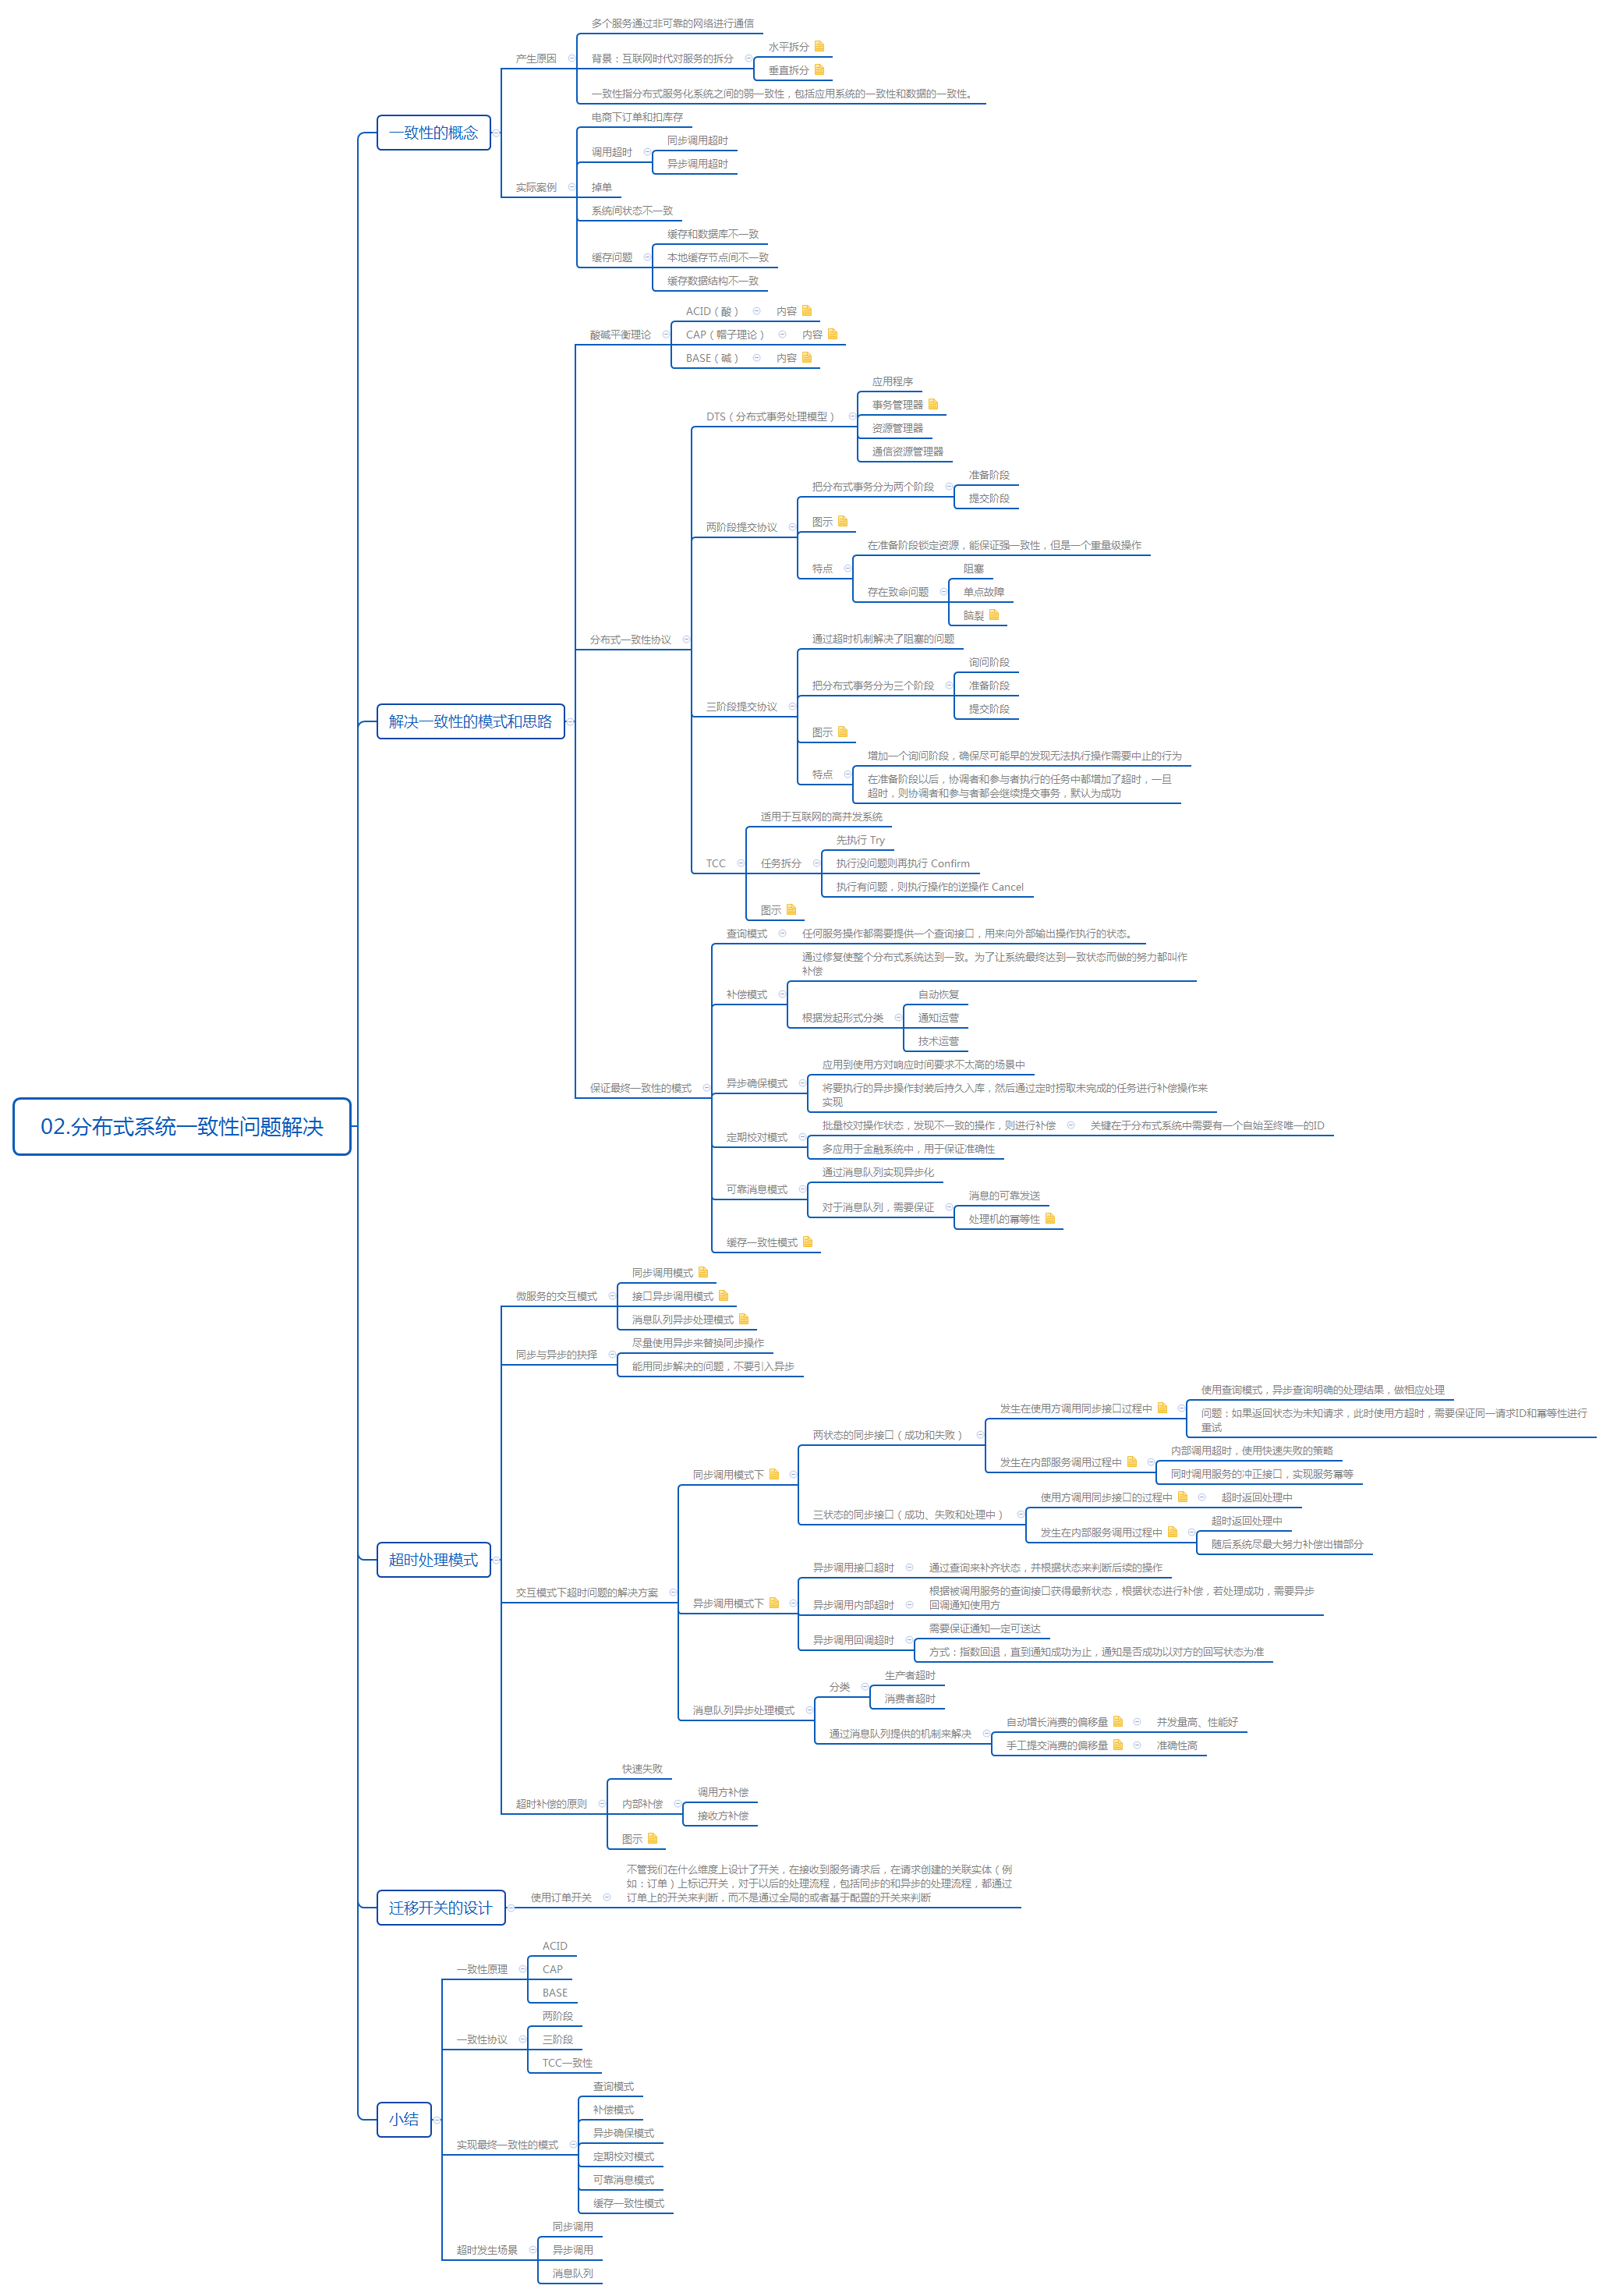 02.分布式系统一致性问题解决
一致性的概念
产生原因
多个服务通过非可靠的网络进行通信
背景：互联网时代对服务的拆分
水平拆分
垂直拆分
一致性指分布式服务化系统之间的弱一致性，包括应用系统的一致性和数据的一致性。
实际案例
电商下订单和扣库存
调用超时
同步调用超时
异步调用超时
掉单
系统间状态不一致
缓存问题
缓存和数据库不一致
本地缓存节点间不一致
缓存数据结构不一致
解决一致性的模式和思路
酸碱平衡理论
ACID（酸）
内容
CAP（帽子理论）
内容
BASE（碱）
内容
分布式一致性协议
DTS（分布式事务处理模型）
应用程序
事务管理器
资源管理器
通信资源管理器
两阶段提交协议
把分布式事务分为两个阶段
准备阶段
提交阶段
图示
特点
在准备阶段锁定资源，能保证强一致性，但是一个重量级操作
存在致命问题
阻塞
单点故障
脑裂
三阶段提交协议
通过超时机制解决了阻塞的问题
把分布式事务分为三个阶段
询问阶段
准备阶段
提交阶段
图示
特点
增加一个询问阶段，确保尽可能早的发现无法执行操作需要中止的行为
在准备阶段以后，协调者和参与者执行的任务中都增加了超时，一旦
超时，则协调者和参与者都会继续提交事务，默认为成功
TCC
适用于互联网的高并发系统
任务拆分
先执行 Try
执行没问题则再执行 Confirm
执行有问题，则执行操作的逆操作 Cancel
图示
保证最终一致性的模式
查询模式
任何服务操作都需要提供一个查询接口，用来向外部输出操作执行的状态。
补偿模式
通过修复使整个分布式系统达到一致。为了让系统最终达到一致状态而做的努力都叫作
补偿
根据发起形式分类
自动恢复
通知运营
技术运营
异步确保模式
应用到使用方对响应时间要求不太高的场景中
将要执行的异步操作封装后持久入库，然后通过定时捞取未完成的任务进行补偿操作来
实现
定期校对模式
批量校对操作状态，发现不一致的操作，则进行补偿
关键在于分布式系统中需要有一个自始至终唯一的ID
多应用于金融系统中，用于保证准确性
可靠消息模式
通过消息队列实现异步化
对于消息队列，需要保证
消息的可靠发送
处理机的幂等性
缓存一致性模式
超时处理模式
微服务的交互模式
同步调用模式
接口异步调用模式
消息队列异步处理模式
同步与异步的抉择
尽量使用异步来替换同步操作
能用同步解决的问题，不要引入异步
交互模式下超时问题的解决方案
同步调用模式下
两状态的同步接口（成功和失败）
发生在使用方调用同步接口过程中
使用查询模式，异步查询明确的处理结果，做相应处理
问题：如果返回状态为未知请求，此时使用方超时，需要保证同一请求ID和幂等性进行
重试
发生在内部服务调用过程中
内部调用超时，使用快速失败的策略
同时调用服务的冲正接口，实现服务幂等
三状态的同步接口（成功、失败和处理中）
使用方调用同步接口的过程中
超时返回处理中
发生在内部服务调用过程中
超时返回处理中
随后系统尽最大努力补偿出错部分
异步调用模式下
异步调用接口超时
通过查询来补齐状态，并根据状态来判断后续的操作
异步调用内部超时
根据被调用服务的查询接口获得最新状态，根据状态进行补偿，若处理成功，需要异步
回调通知使用方
异步调用回调超时
需要保证通知一定可送达
方式：指数回退，直到通知成功为止，通知是否成功以对方的回写状态为准
消息队列异步处理模式
分类
生产者超时
消费者超时
通过消息队列提供的机制来解决
自动增长消费的偏移量
并发量高、性能好
手工提交消费的偏移量
准确性高
超时补偿的原则
快速失败
内部补偿
调用方补偿
接收方补偿
图示
迁移开关的设计
使用订单开关
不管我们在什么维度上设计了开关，在接收到服务请求后，在请求创建的关联实体（例
如：订单）上标记开关，对于以后的处理流程，包括同步的和异步的处理流程，都通过
订单上的开关来判断，而不是通过全局的或者基于配置的开关来判断
小结
一致性原理
ACID
CAP
BASE
一致性协议
两阶段
三阶段
TCC一致性
实现最终一致性的模式
查询模式
补偿模式
异步确保模式
定期校对模式
可靠消息模式
缓存一致性模式
超时发生场景
同步调用
异步调用
消息队列